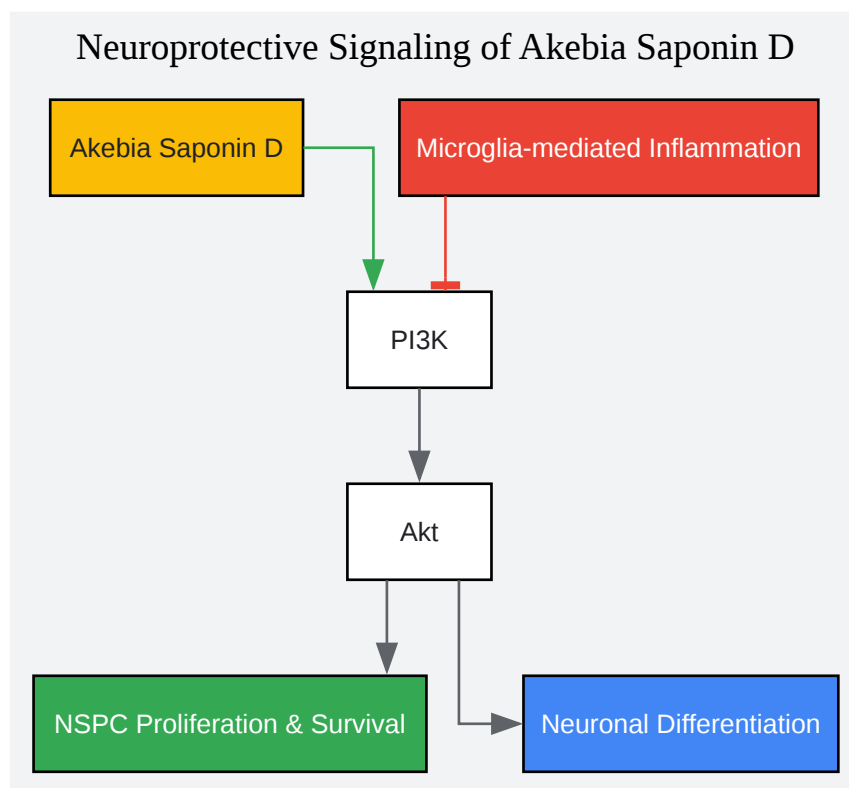 Neuroprotective Signaling of Akebia Saponin D
Akebia Saponin D
Microglia-mediated Inflammation
PI3K
Akt
NSPC Proliferation & Survival
Neuronal Differentiation